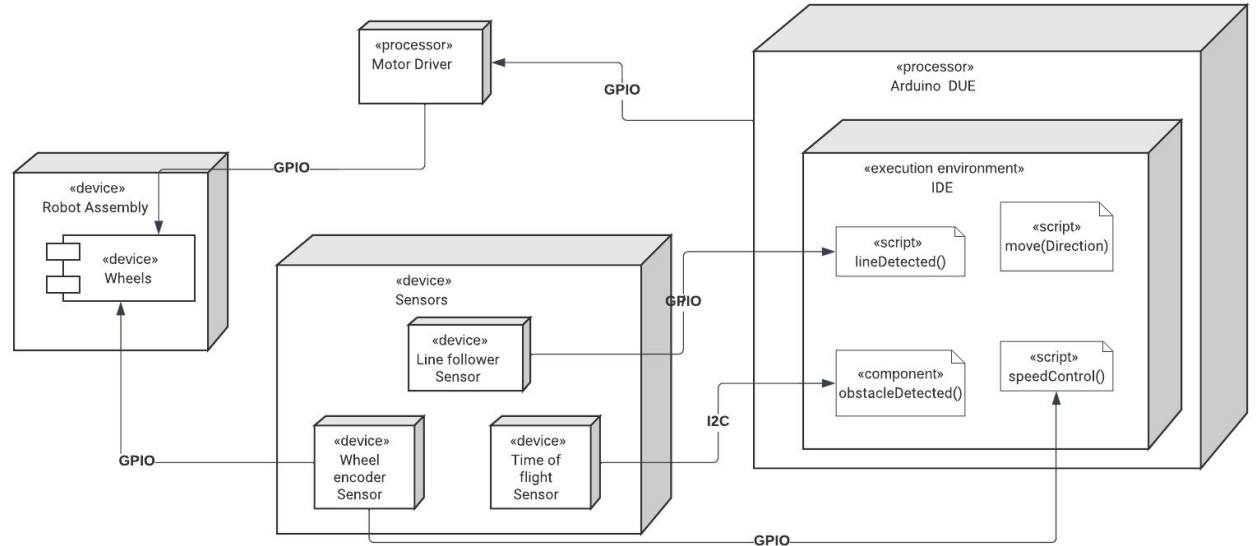 «processor»
Motor Driver
GPIO
«processor»
Arduino DUE
GPIO
«device»
Robot Assembly
«device»
Wheels
«execution environment»
IDE
«script»
lineDetected()
«script»
move(Direction)
«device»
Sensors
GPIO
«device»
Line follower
Sensor
«component»
obstacleDetected()
«script»
speedControl()
I2C
GPIO
«device»
Wheel
encoder
Sensor
«device»
Time of
flight
Sensor
GPIO